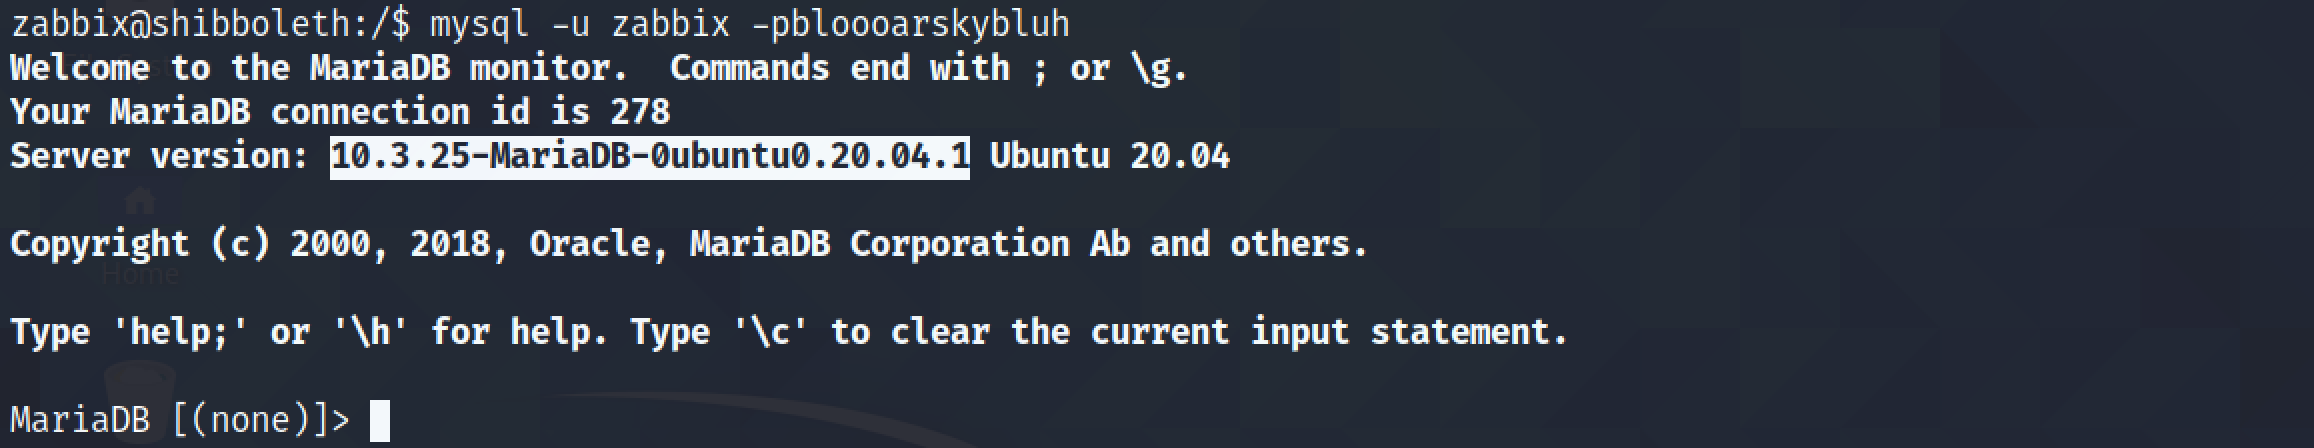 zabbix@shibboleth:/$ mysql -u zabbix -pbloooarskybluh
Welcome to the MariaDB monitor.  Commands end with ; or \g.
Your MariaDB connection id is 278
Server version: 10.3.25-MariaDB-0ubuntu0.20.04.1 Ubuntu 20.04
Copyright (c) 2000, 2018, Oracle, MariaDB Corporation Ab and others.
Home
Type 'help;' or '\h' for help. Type '\c' to clear the current input statement.
MariaDB [(none)]>